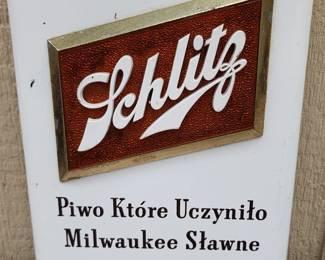 Schlitz
Piwo Które Uczyniło
Milwaukee Sławne